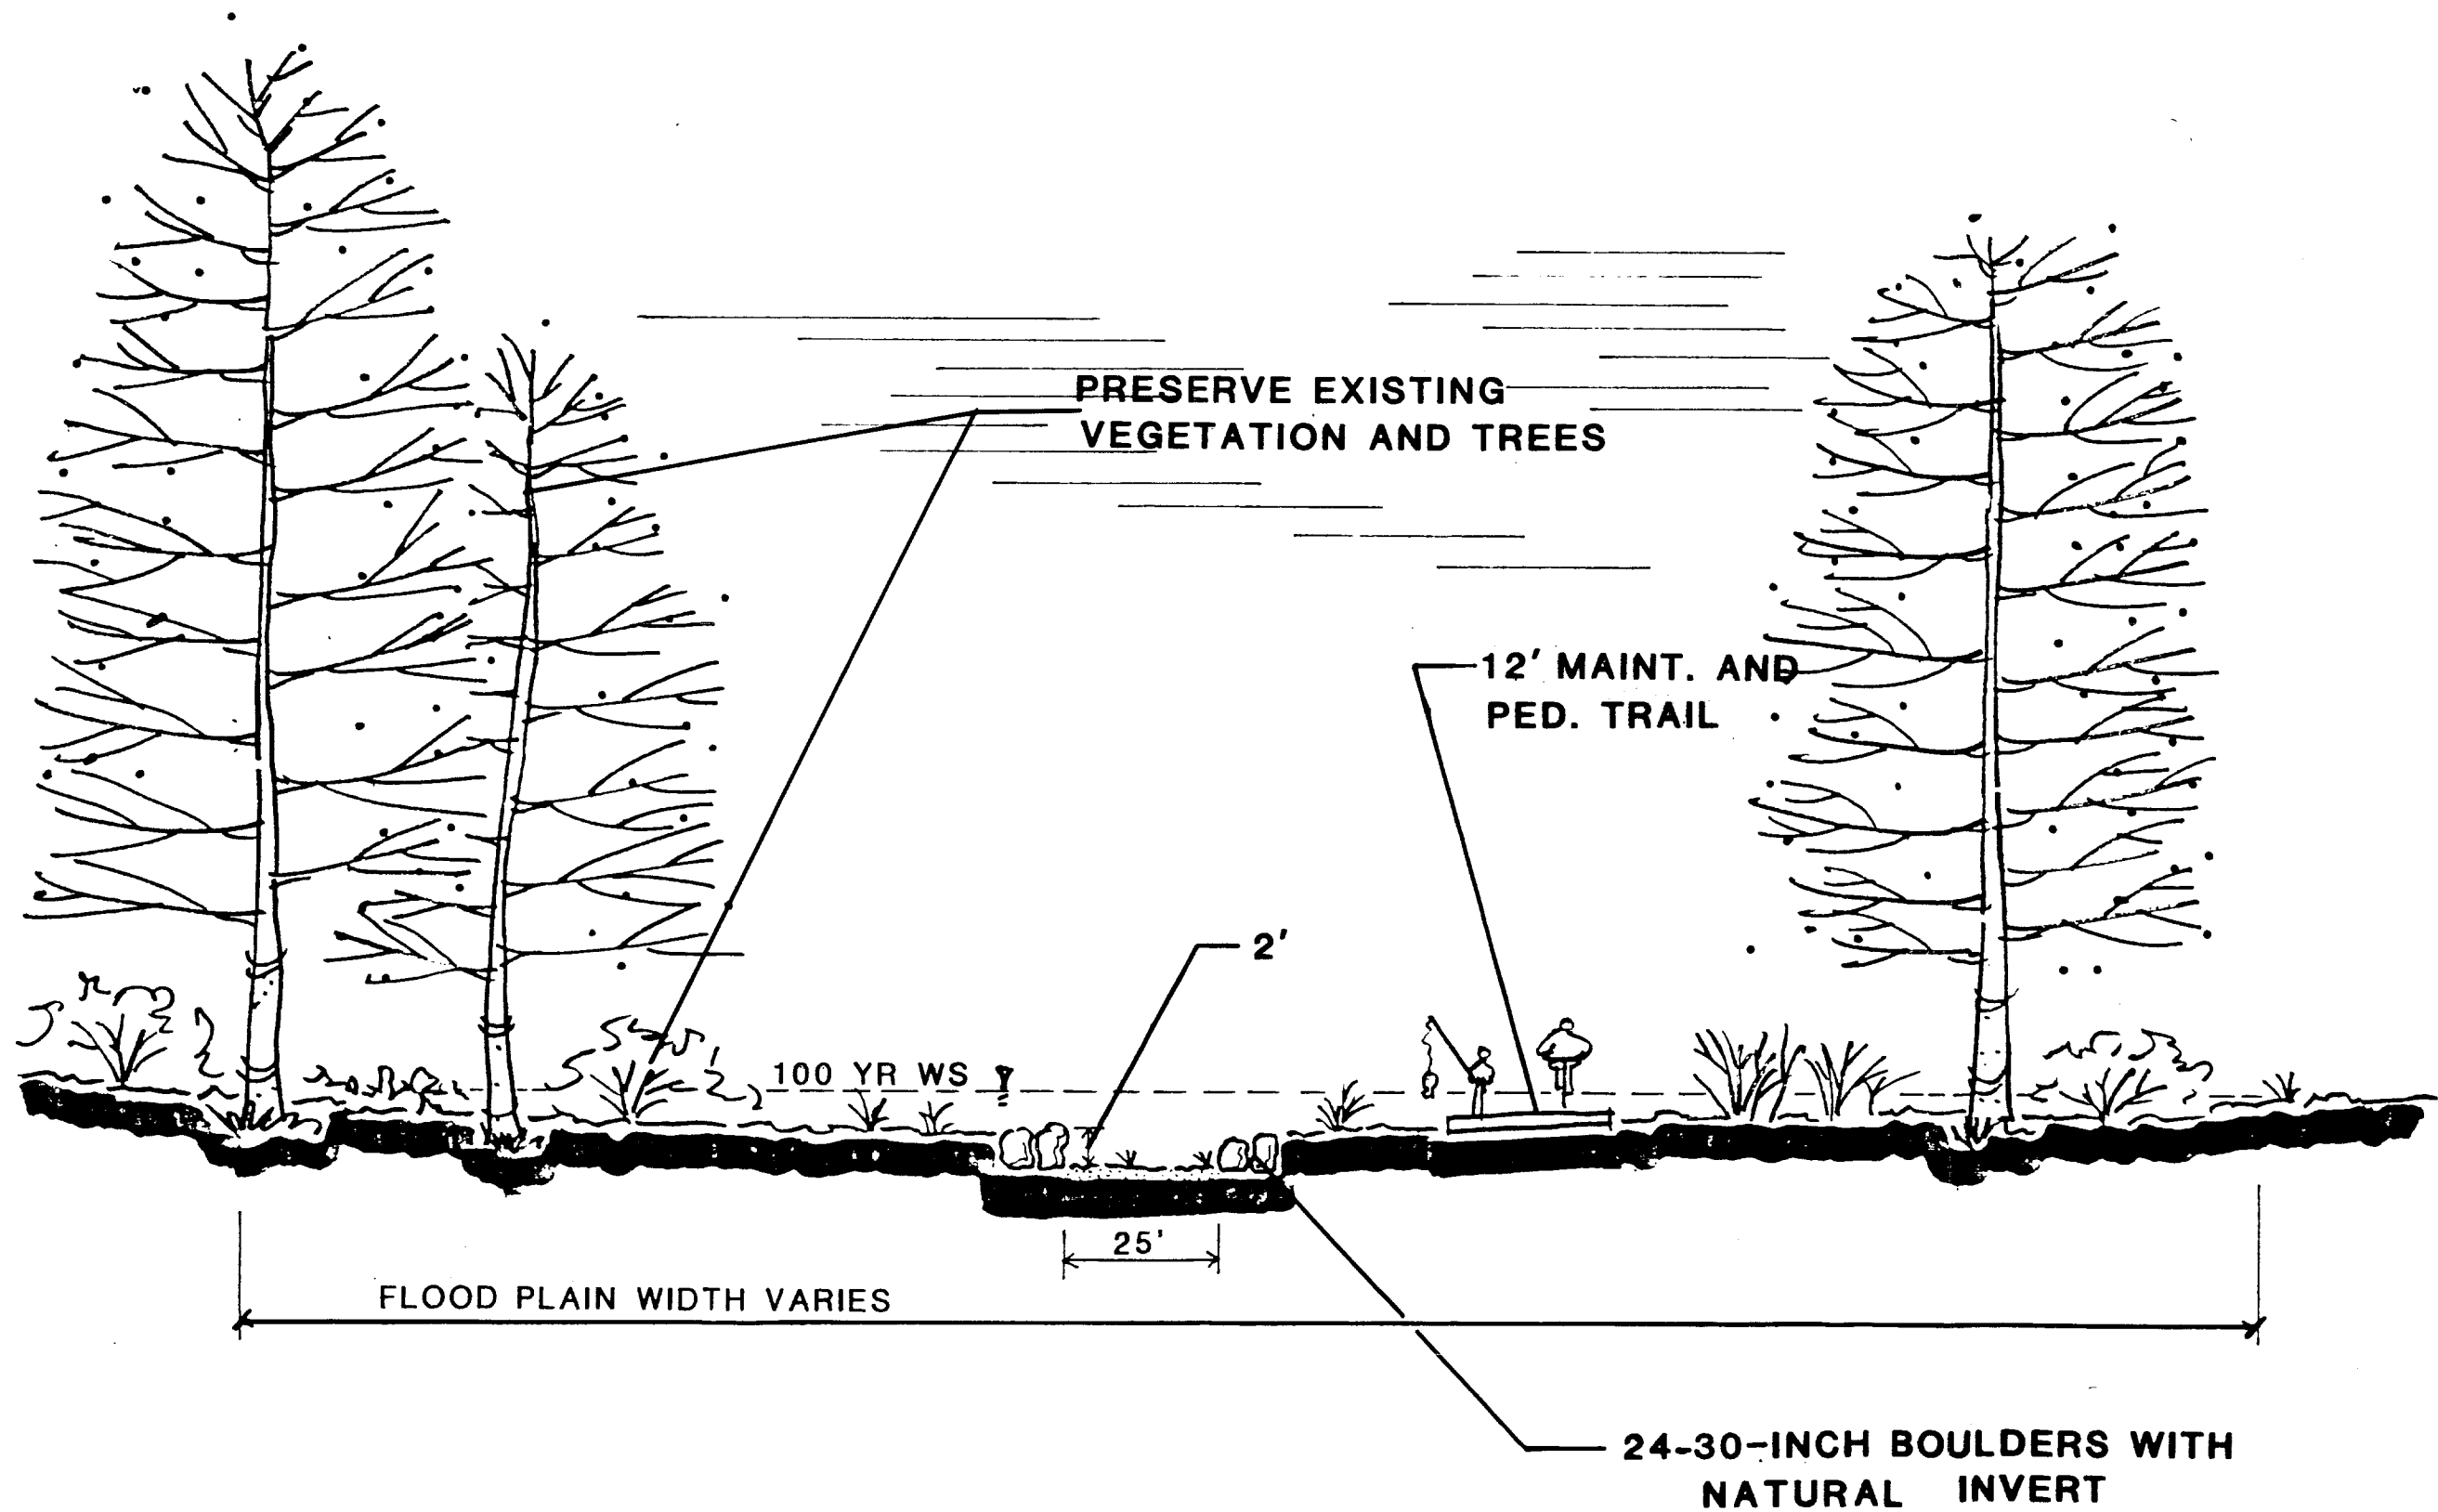 PRESERVE EXISTING
VEGETATION AND TREES
12' MAINT. AND
PED. TRAIL
2'
100 YR WS
25'
FLOOD PLAIN WIDTH VARIES
24-30-INCH BOULDERS WITH
NATURAL INVERT